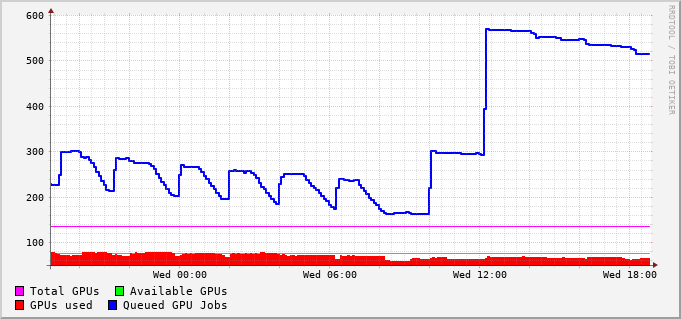 600
500
400
300
200
100
Wed 00:00 Wed 06:00 Wed 12:00 Wed 18:00
Total GPUs Available GPUs
GPUs used Queued GPU Jobs
RRDTOOL / TOBI OETIKER